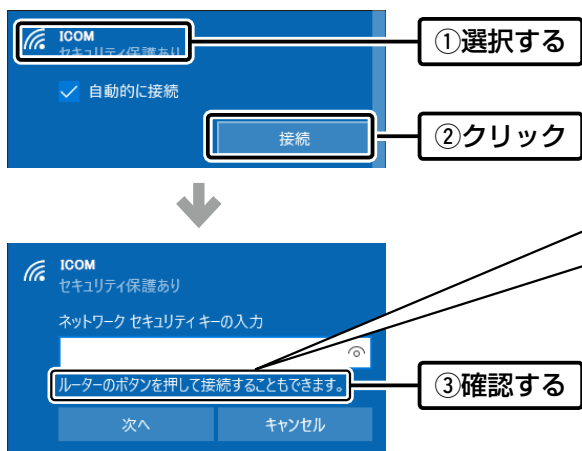 ICOM
セキュリティ保護あり
①選択する
自動的に接続
接続
②クリック
ICOM
セキュリティ保護あり
ネットワーク セキュリティ キーの入力
ルーターのボタンを押して接続することもできます。
③確認する
次へ
キャンセル